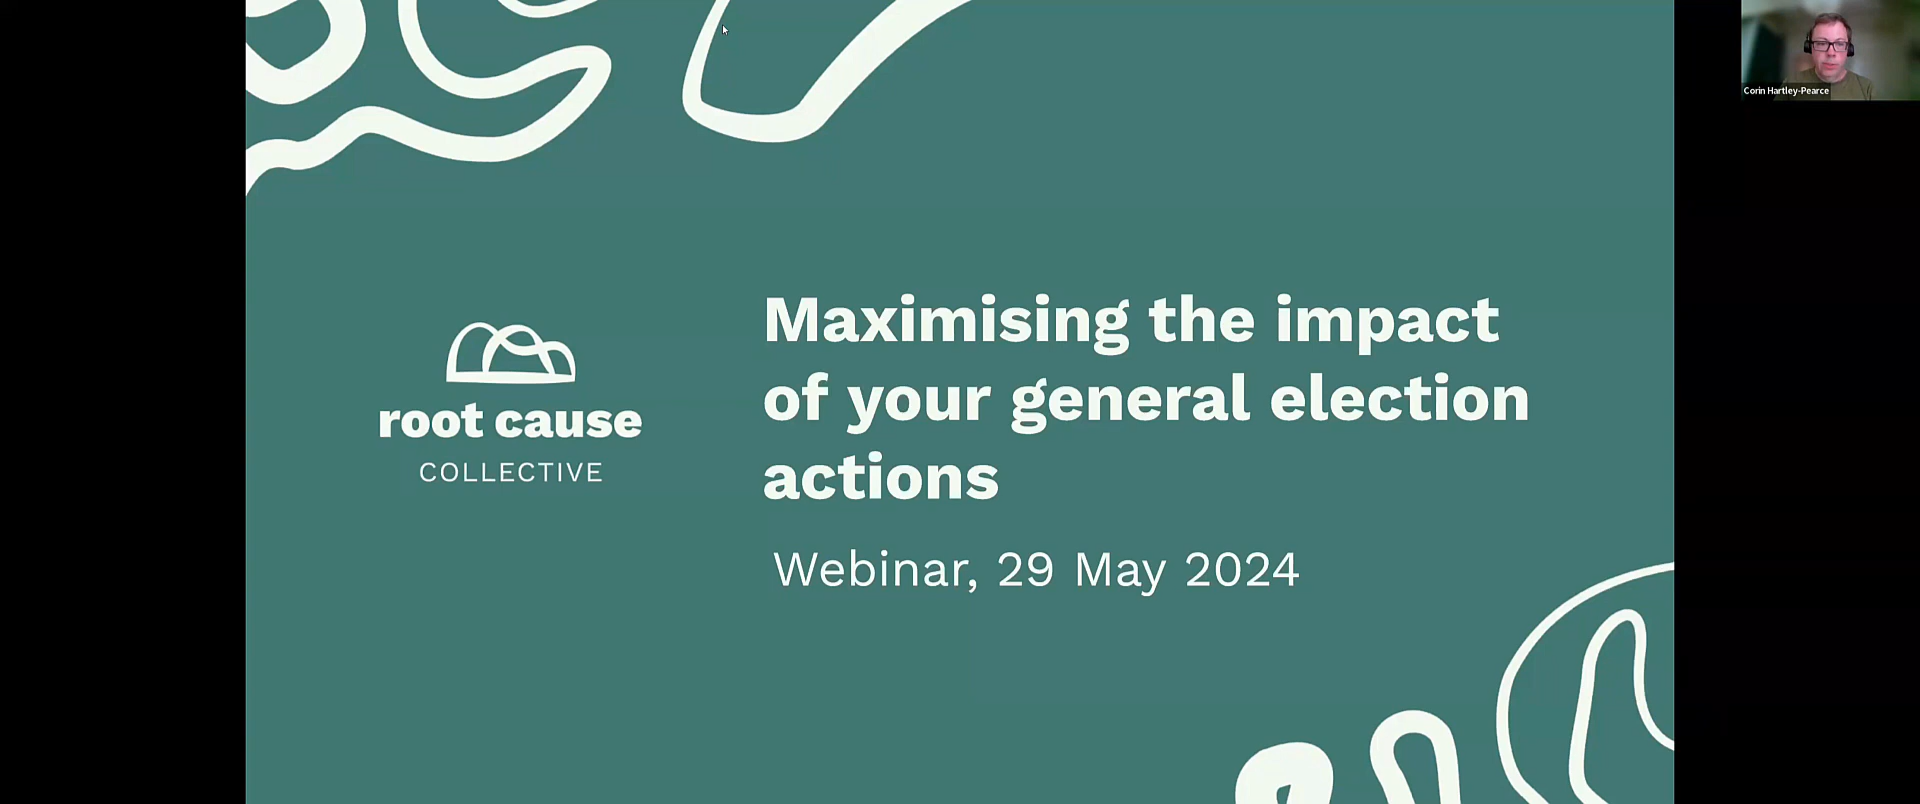 Corin Hartley-Pearce
root cause
COLLECTIVE
Maximising the impact
of your general election
actions
Webinar, 29 May 2024